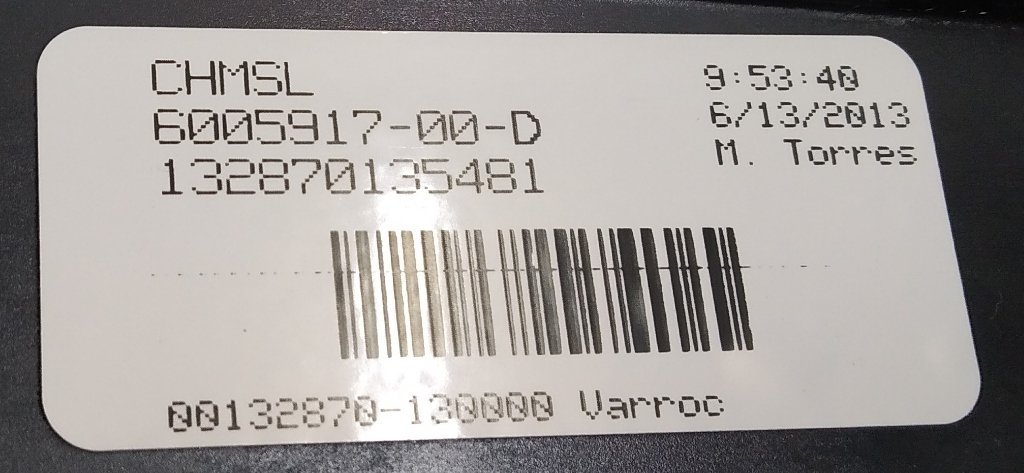 CHMSL
6005917-00-D
132870135481
9:53:40
6/13/2013
M. Torres
00132870-130000 Varroc